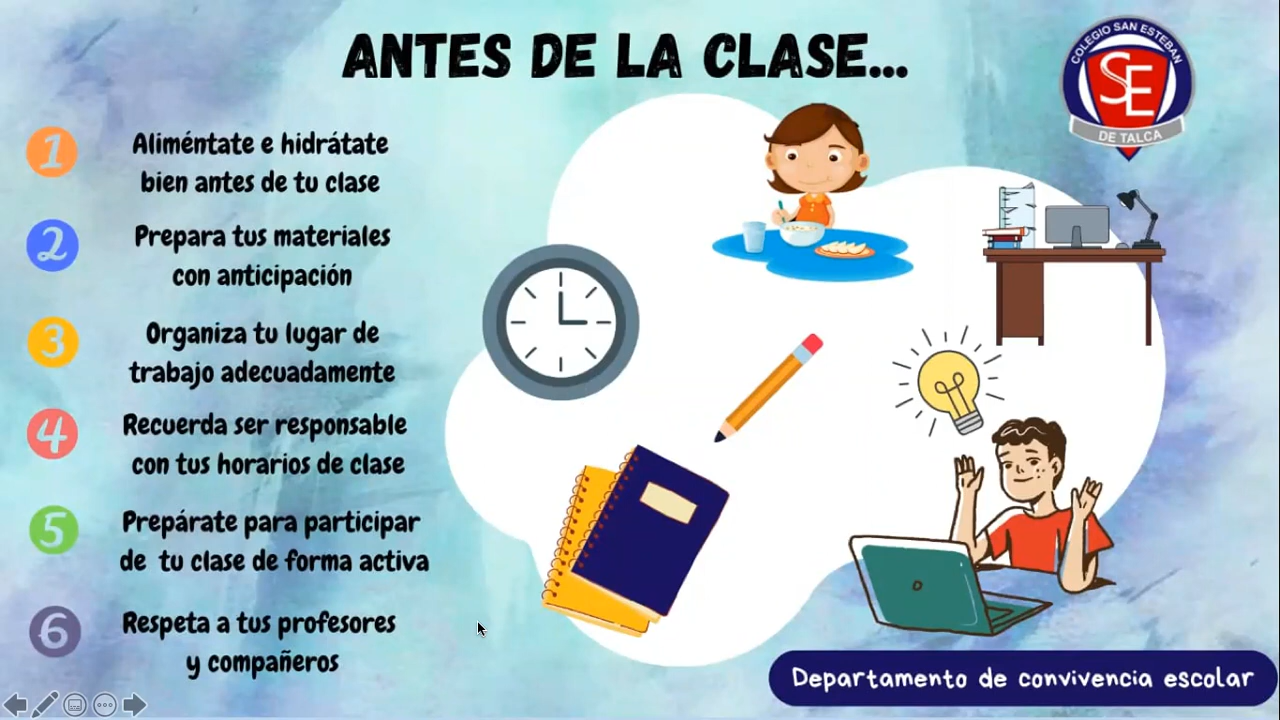 ANTES DE LA CLASE...
COLEGIO SAN ESTEBAN
SE
DE TALCA
1
Aliméntate e hidrátate
bien antes de tu clase
2
Prepara tus materiales
con anticipación
3
Organiza tu lugar de
trabajo adecuadamente
4
Recuerda ser responsable
con tus horarios de clase
5
Prepárate para participar
de tu clase de forma activa
6
Respeta a tus profesores
y compañeros
Departamento de convivencia escolar